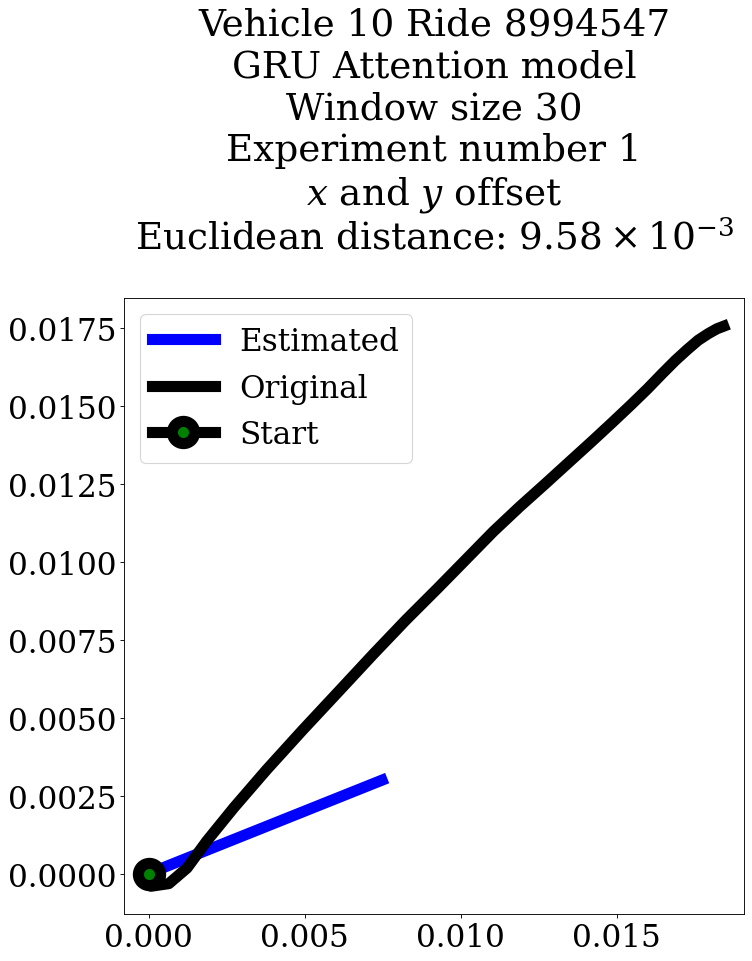 Vehicle 10 Ride 8994547
GRU Attention model
Window size 30
Experiment number 1
x and y offset
Euclidean distance: 9.58 × 10⁻³
Estimated
Original
Start
0.0175
0.0150
0.0125
0.0100
0.0075
0.0050
0.0025
0.0000
0.000 0.005 0.010 0.015